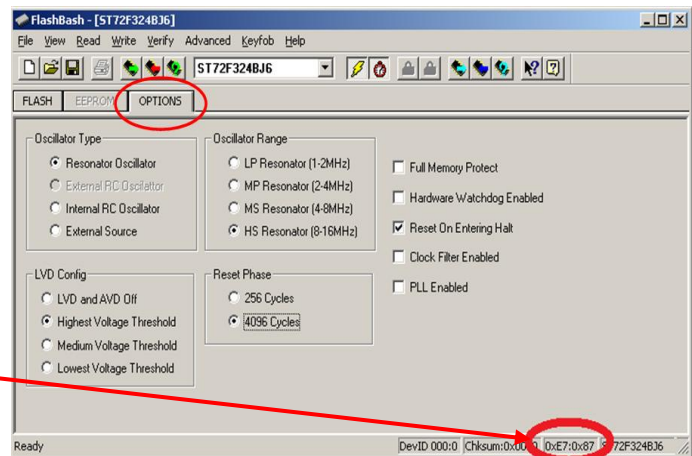 FlashBash - [ST72F324BJ6]
File View Read Write Verify Advanced Keyfob Help
ST72F324BJ6
FLASH EEPROM OPTIONS
Oscillator Type
Resonator Oscillator
External RC Oscilattor
Internal RC Oscillator
External Source
Oscillator Range
LP Resonator (1-2MHz)
MP Resonator (2-4MHz)
MS Resonator (4-8MHz)
HS Resonator (8-16MHz)
Full Memory Protect
Hardware Watchdog Enabled
Reset On Entering Halt
Clock Filter Enabled
PLL Enabled
LVD Config
LVD and AVD Off
Highest Voltage Threshold
Medium Voltage Threshold
Lowest Voltage Threshold
Reset Phase
256 Cycles
4096 Cycles
Ready DevID 000:0 0xE7:0x87 ST72F324BJ6